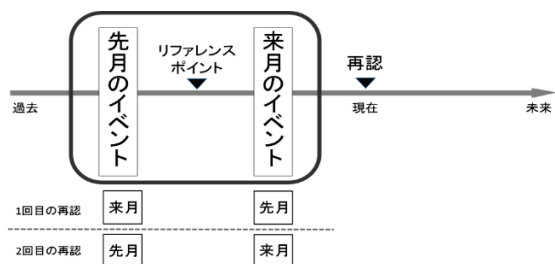 先月のイベント
リファレンス
ポイント
来月のイベント
再認
過去
現在
未来
1回目の再認
来月
先月
2回目の再認
先月
来月